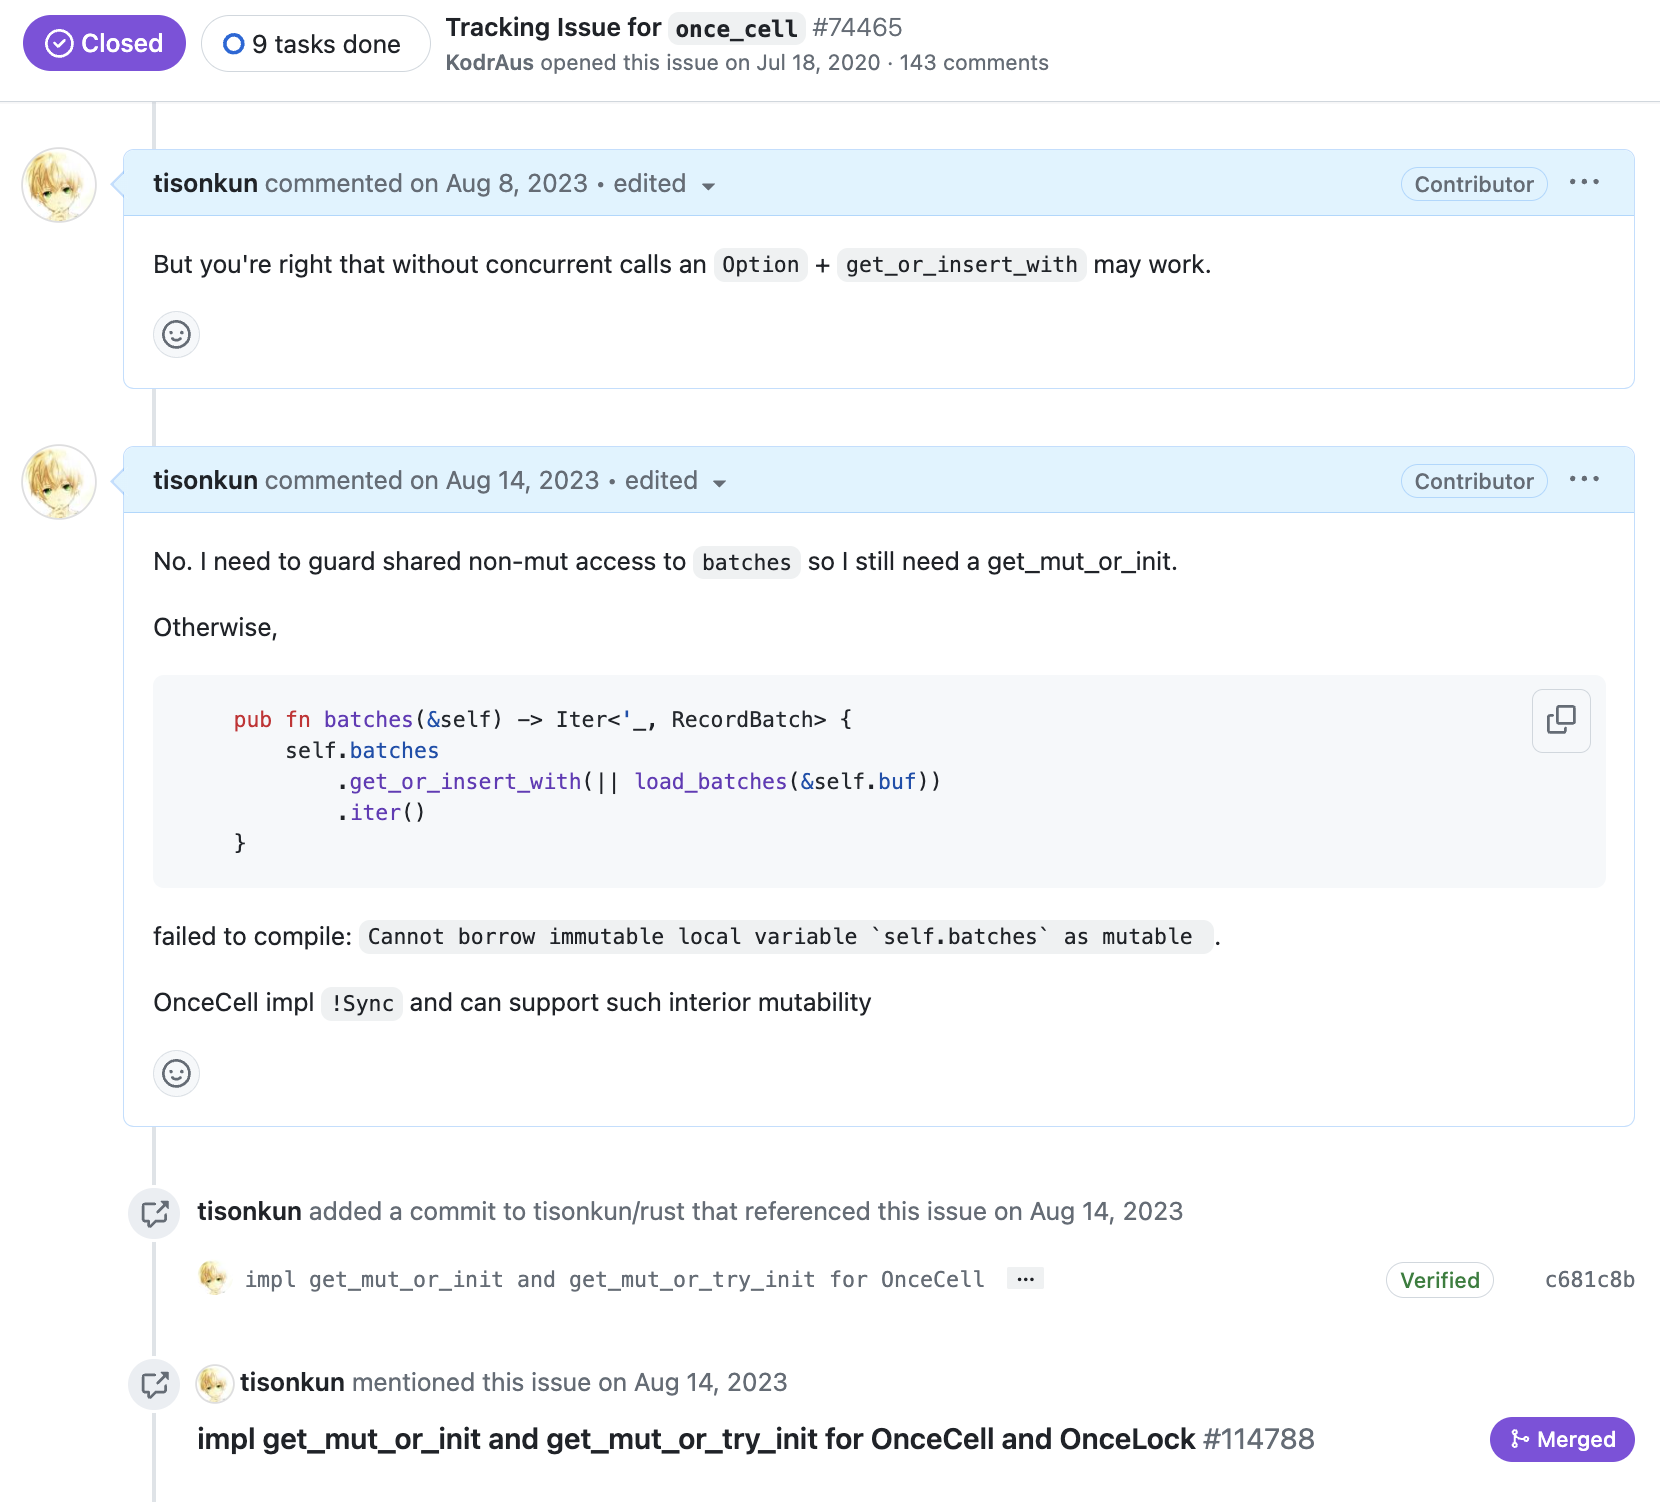 Closed
9 tasks done
Tracking Issue for once_cell #74465
KodrAus opened this issue on Jul 18, 2020 · 143 comments
tisonkun commented on Aug 8, 2023 • edited
Contributor
But you're right that without concurrent calls an Option + get_or_insert_with may work.
tisonkun commented on Aug 14, 2023 • edited
Contributor
No. I need to guard shared non-mut access to batches so I still need a get_mut_or_init.
Otherwise,
pub fn batches(&self) -> Iter<'_, RecordBatch> {
self.batches
.get_or_insert_with(|| load_batches(&self.buf))
.iter()
}
failed to compile: Cannot borrow immutable local variable `self.batches` as mutable .
OnceCell impl !Sync and can support such interior mutability
tisonkun added a commit to tisonkun/rust that referenced this issue on Aug 14, 2023
impl get_mut_or_init and get_mut_or_try_init for OnceCell ...
Verified
c681c8b
tisonkun mentioned this issue on Aug 14, 2023
impl get_mut_or_init and get_mut_or_try_init for OnceCell and OnceLock #114788
Merged